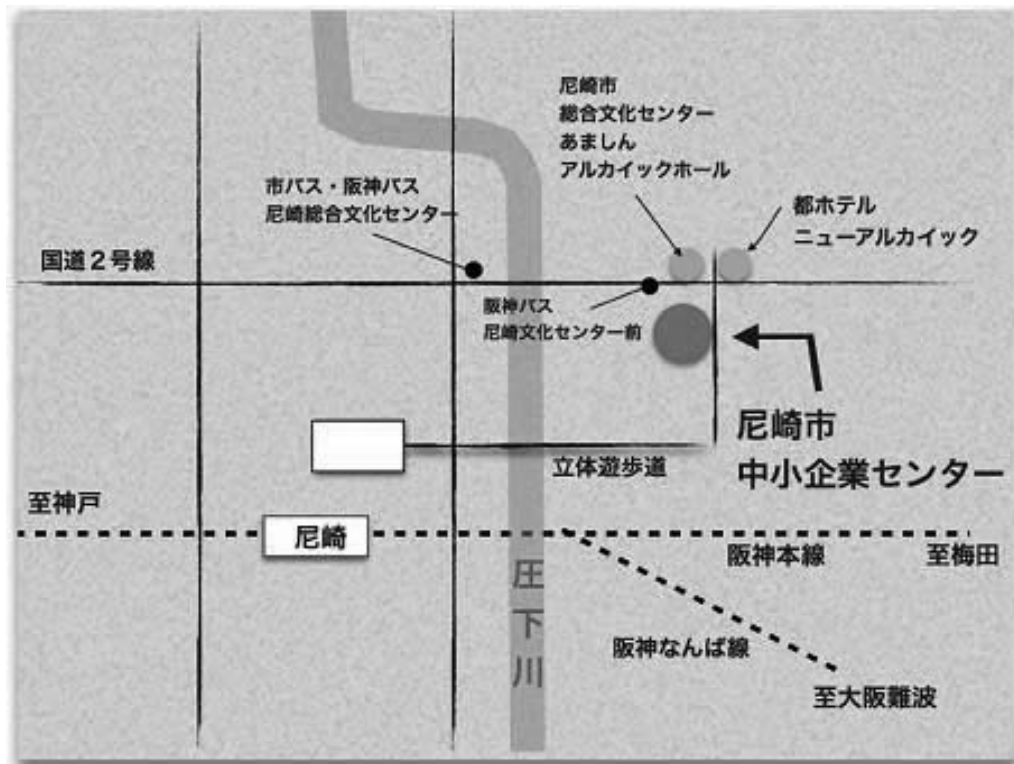 尼崎市
総合文化センター
あましん
アルカイックホール
市バス・阪神バス
尼崎総合文化センター
都ホテル
ニューアルカイック
国道2号線
阪神バス
尼崎文化センター前
尼崎市
中小企業センター
立体遊歩道
至神戸
尼崎
阪神本線
至梅田
圧下川
阪神なんば線
至大阪難波